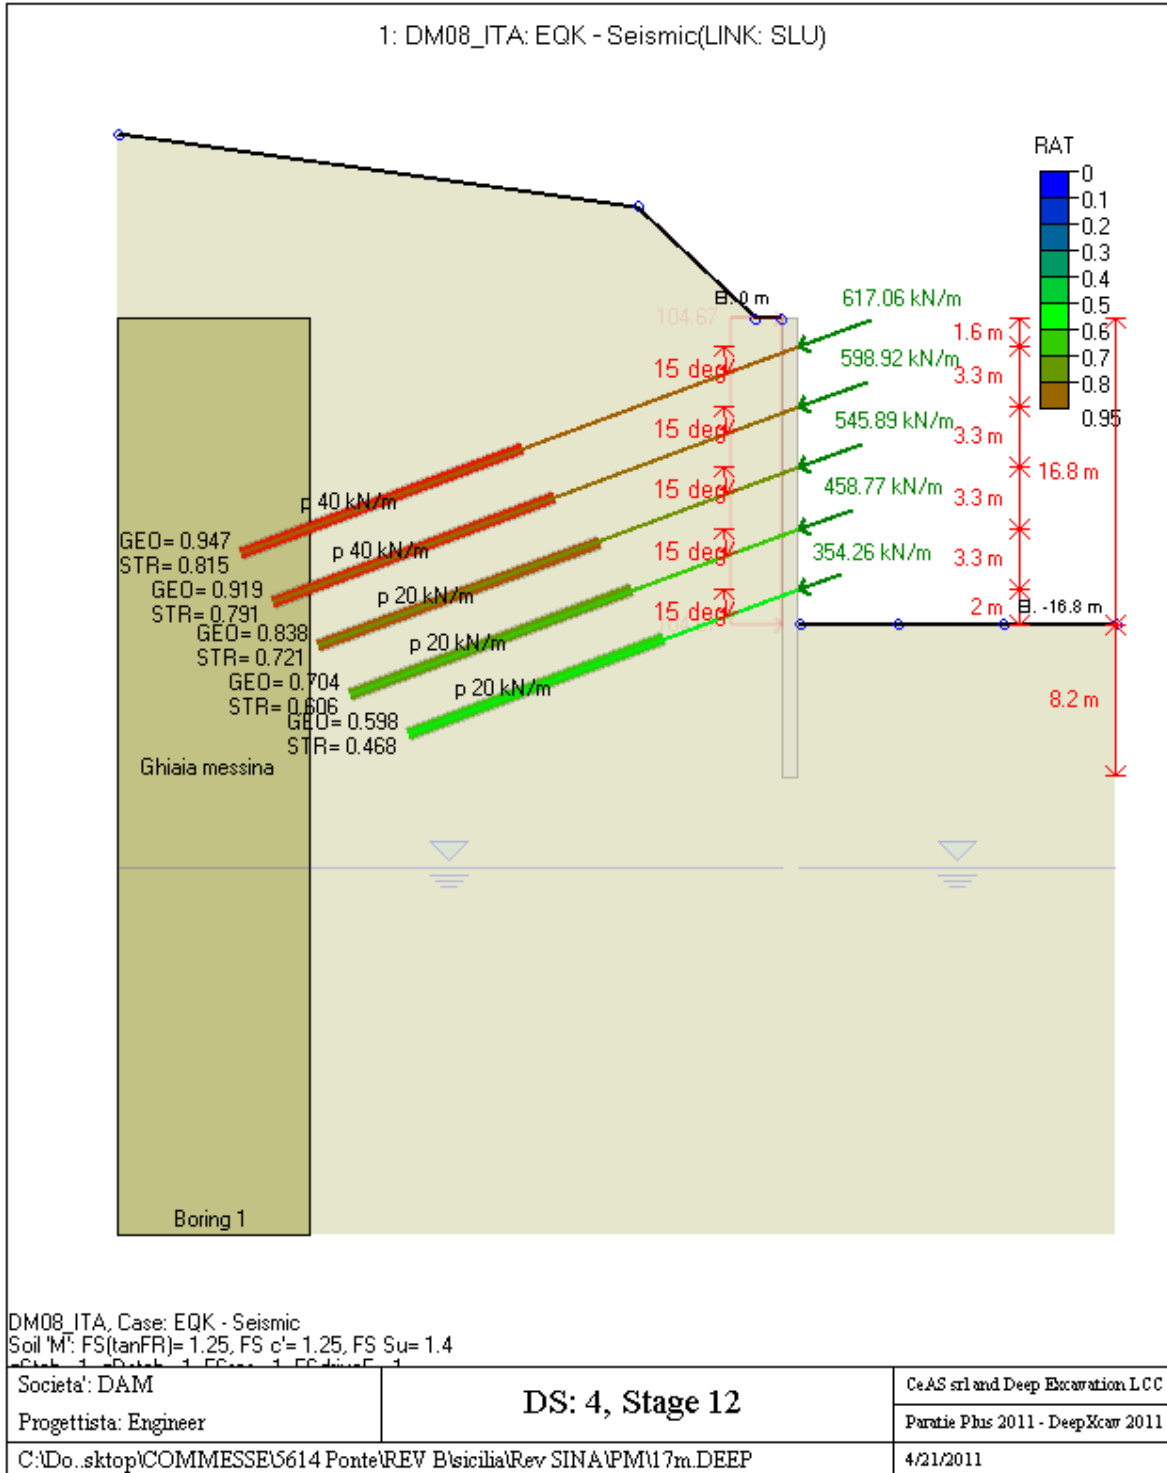 1: DM08_ITA: EQK - Seismic(LINK: SLU)
RAT
0
0.1
0.2
0.3
0.4
0.5
0.6
0.7
0.8
0.95
El. 0 m
104.67
617.06 kN/m
598.92 kN/m
545.89 kN/m
458.77 kN/m
354.26 kN/m
1.6 m
3.3 m
3.3 m
3.3 m
3.3 m
2 m
16.8 m
8.2 m
El. -16.8 m
15 deg
15 deg
15 deg
15 deg
15 deg
p 40 kN/m
p 40 kN/m
p 20 kN/m
p 20 kN/m
p 20 kN/m
GEO= 0.947
STR= 0.815
GEO= 0.919
STR= 0.791
GEO= 0.838
STR= 0.721
GEO= 0.704
STR= 0.606
GEO= 0.598
STR= 0.468
Ghiaia messina
Boring 1
DM08_ITA, Case: EQK - Seismic
Soil 'M': FS(tanFR)= 1.25, FS c'= 1.25, FS Su= 1.4
Societa': DAM
Progettista: Engineer
DS: 4, Stage 12
CeAS srl and Deep Excavation LCC
Paratie Plus 2011 - DeepXcav 2011
C:\Do..sktop\COMMESSE\5614 Ponte\REV B\sicilia\Rev SINA\PM\17m.DEEP
4/21/2011